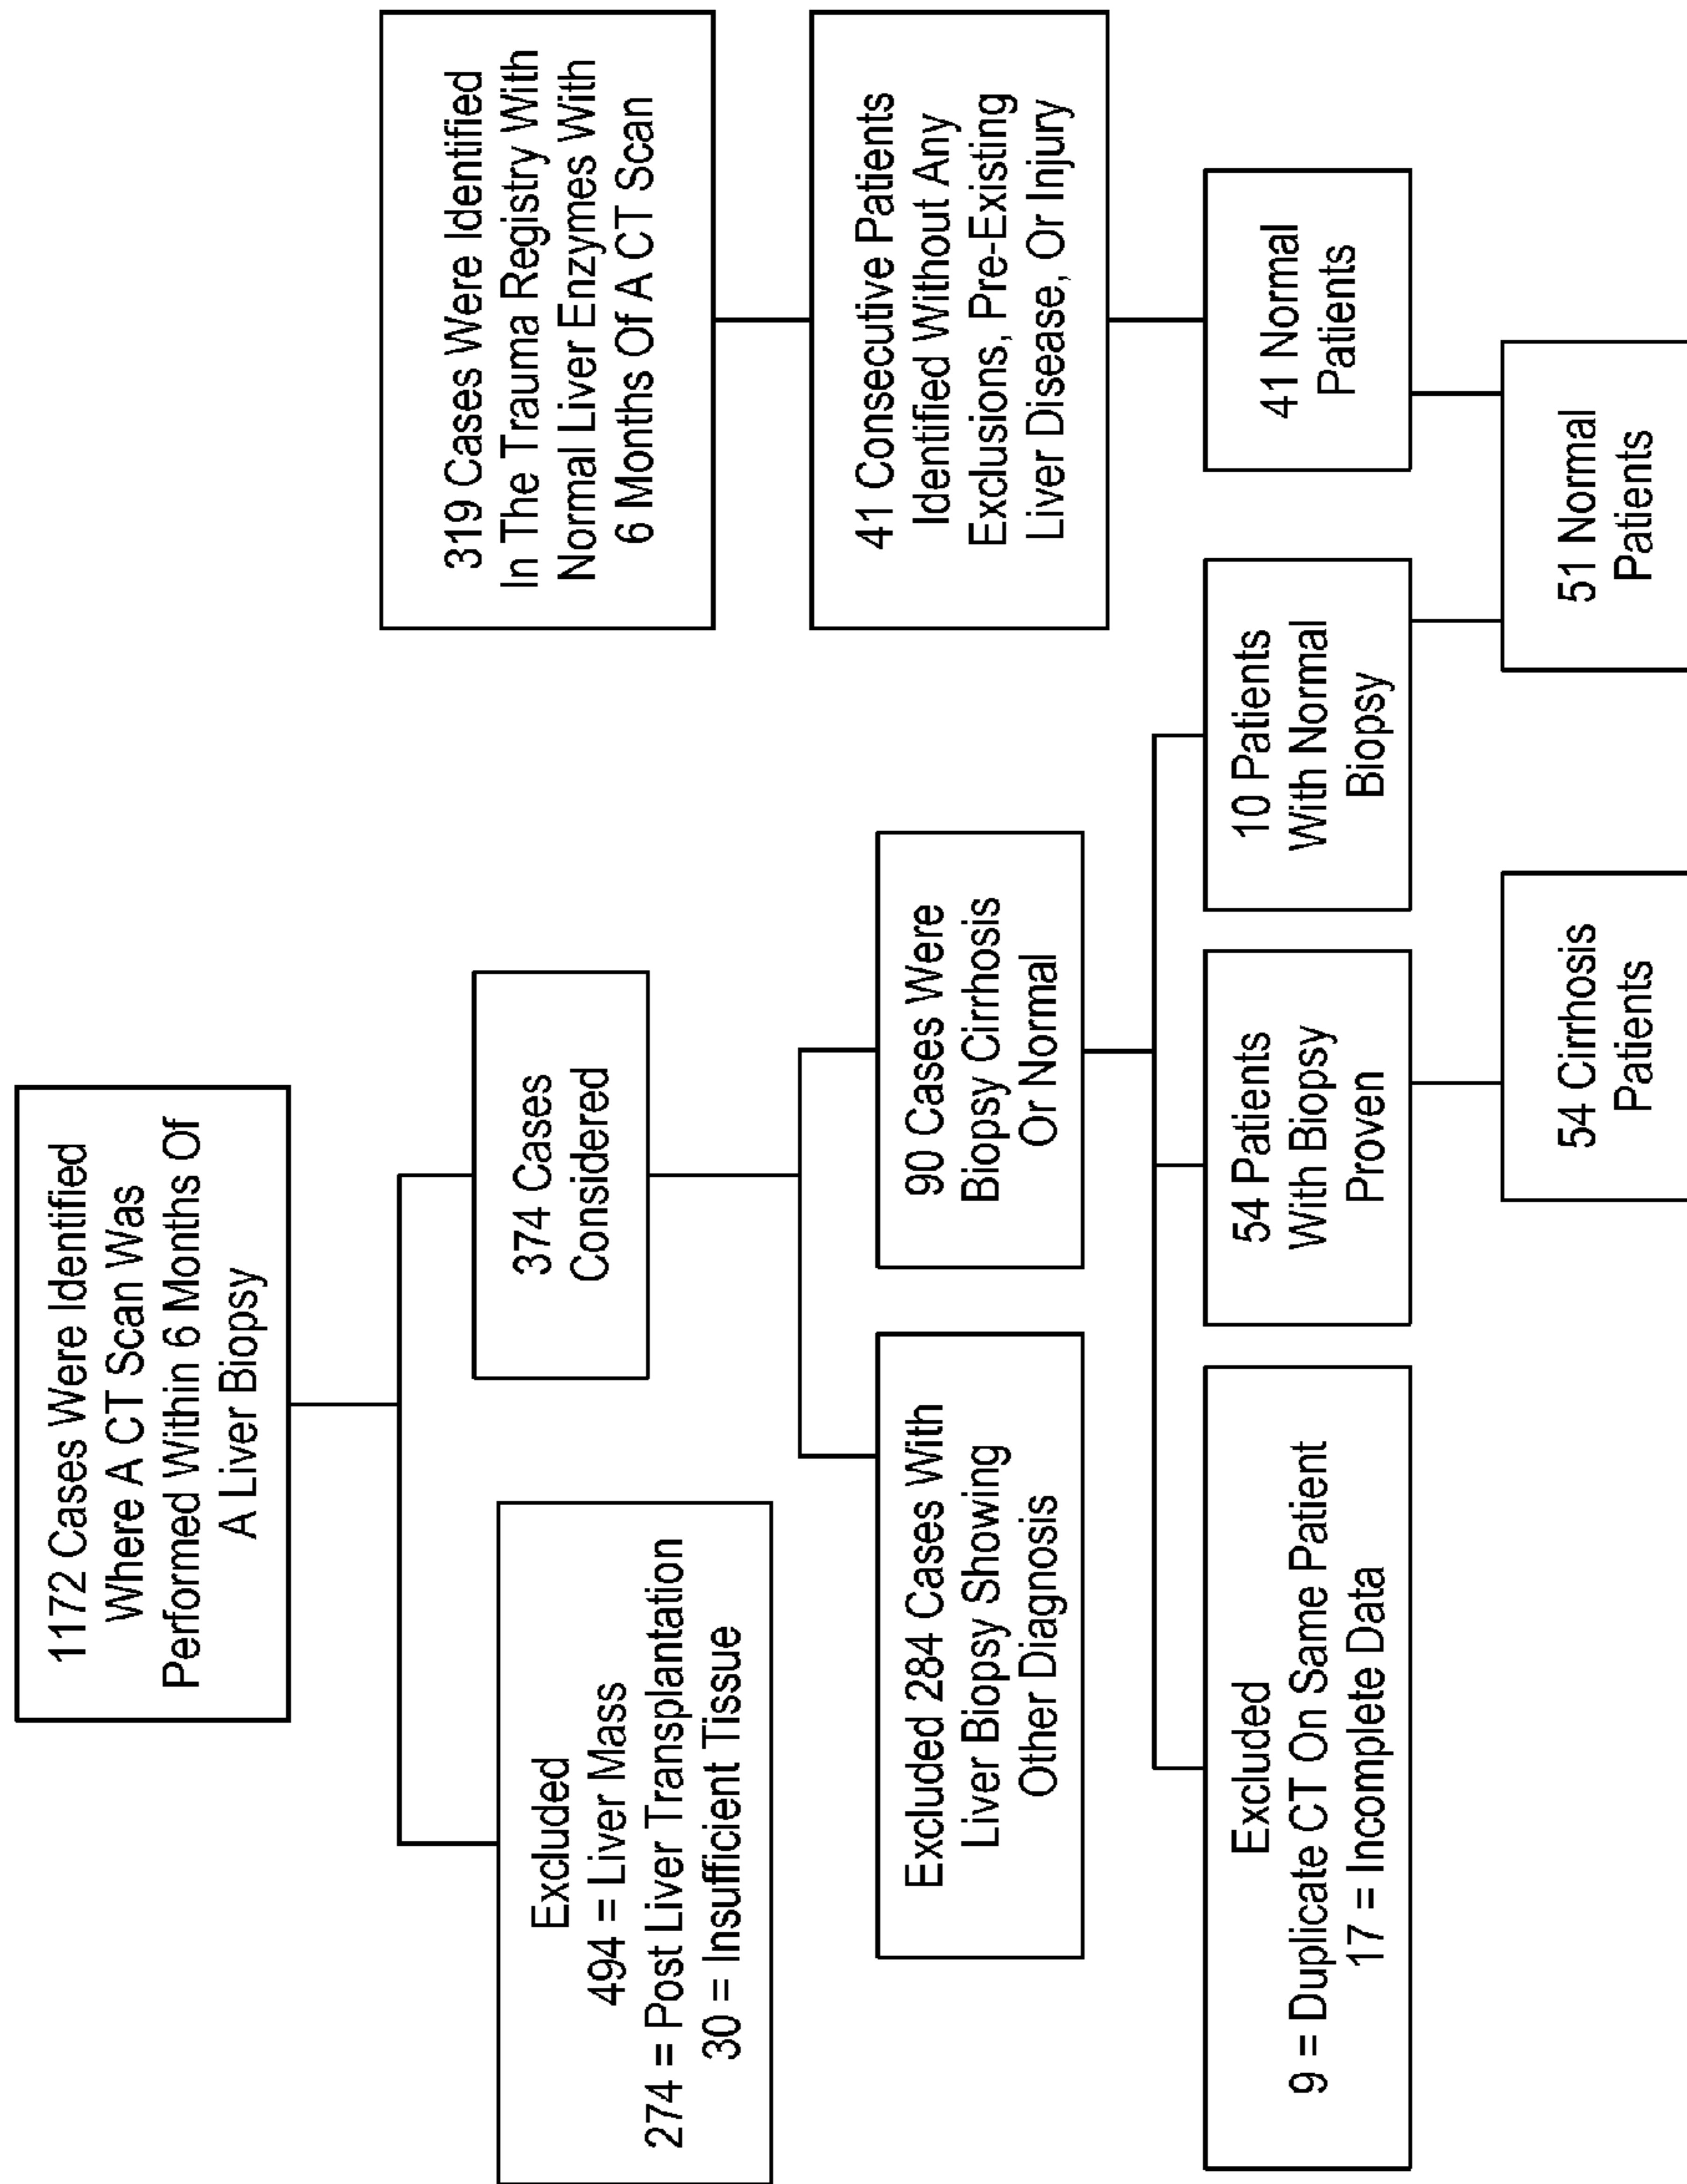 1172 Cases Were Identified
Where A CT Scan Was
Performed Within 6 Months Of
A Liver Biopsy
319 Cases Were Identified
In The Trauma Registry With
Normal Liver Enzymes With
6 Months Of A CT Scan
Excluded
494 = Liver Mass
274 = Post Liver Transplantation
30 = Insufficient Tissue
374 Cases
Considered
41 Consecutive Patients
Identified Without Any
Exclusions, Pre-Existing
Liver Disease, Or Injury
Excluded 284 Cases With
Liver Biopsy Showing
Other Diagnosis
90 Cases Were
Biopsy Cirrhosis
Or Normal
Excluded
9 = Duplicate CT On Same Patient
17 = Incomplete Data
54 Patients
With Biopsy
Proven
10 Patients
With Normal
Biopsy
41 Normal
Patients
54 Cirrhosis
Patients
51 Normal
Patients